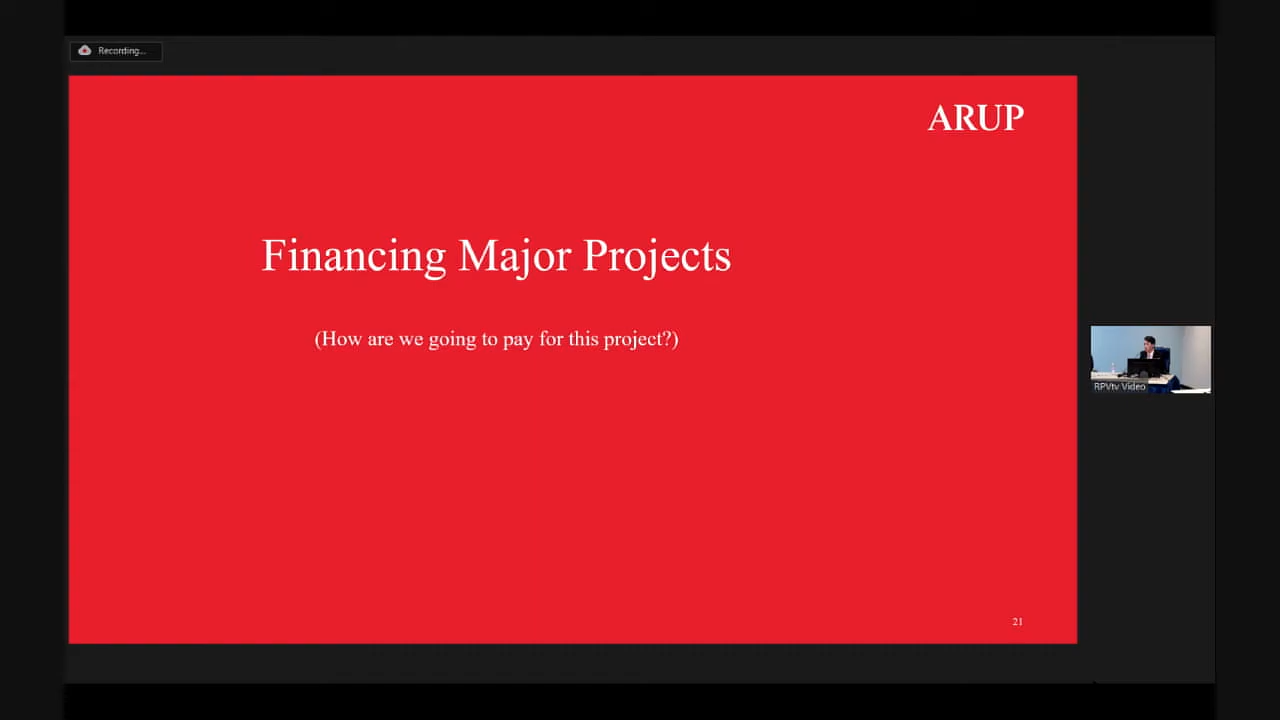 Recording...
ARUP
Financing Major Projects
(How are we going to pay for this project?)
RPVtv Video
21